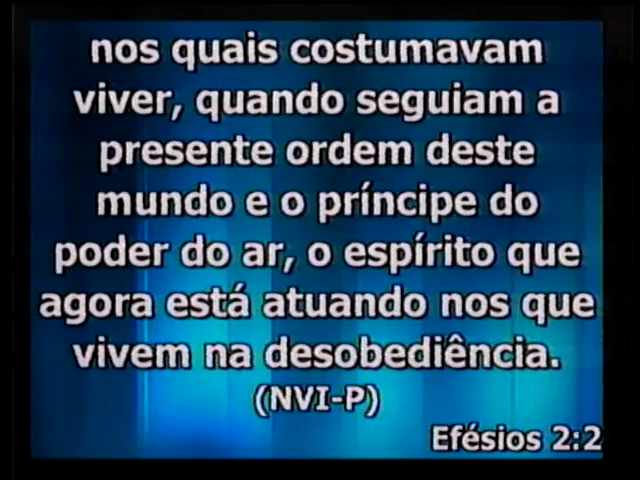 nos quais costumavam
viver, quando seguiam a
presente ordem deste
mundo e o príncipe do
poder do ar, o espírito que
agora está atuando nos que
vivem na desobediência.
(NVI-P)
Efésios 2:2